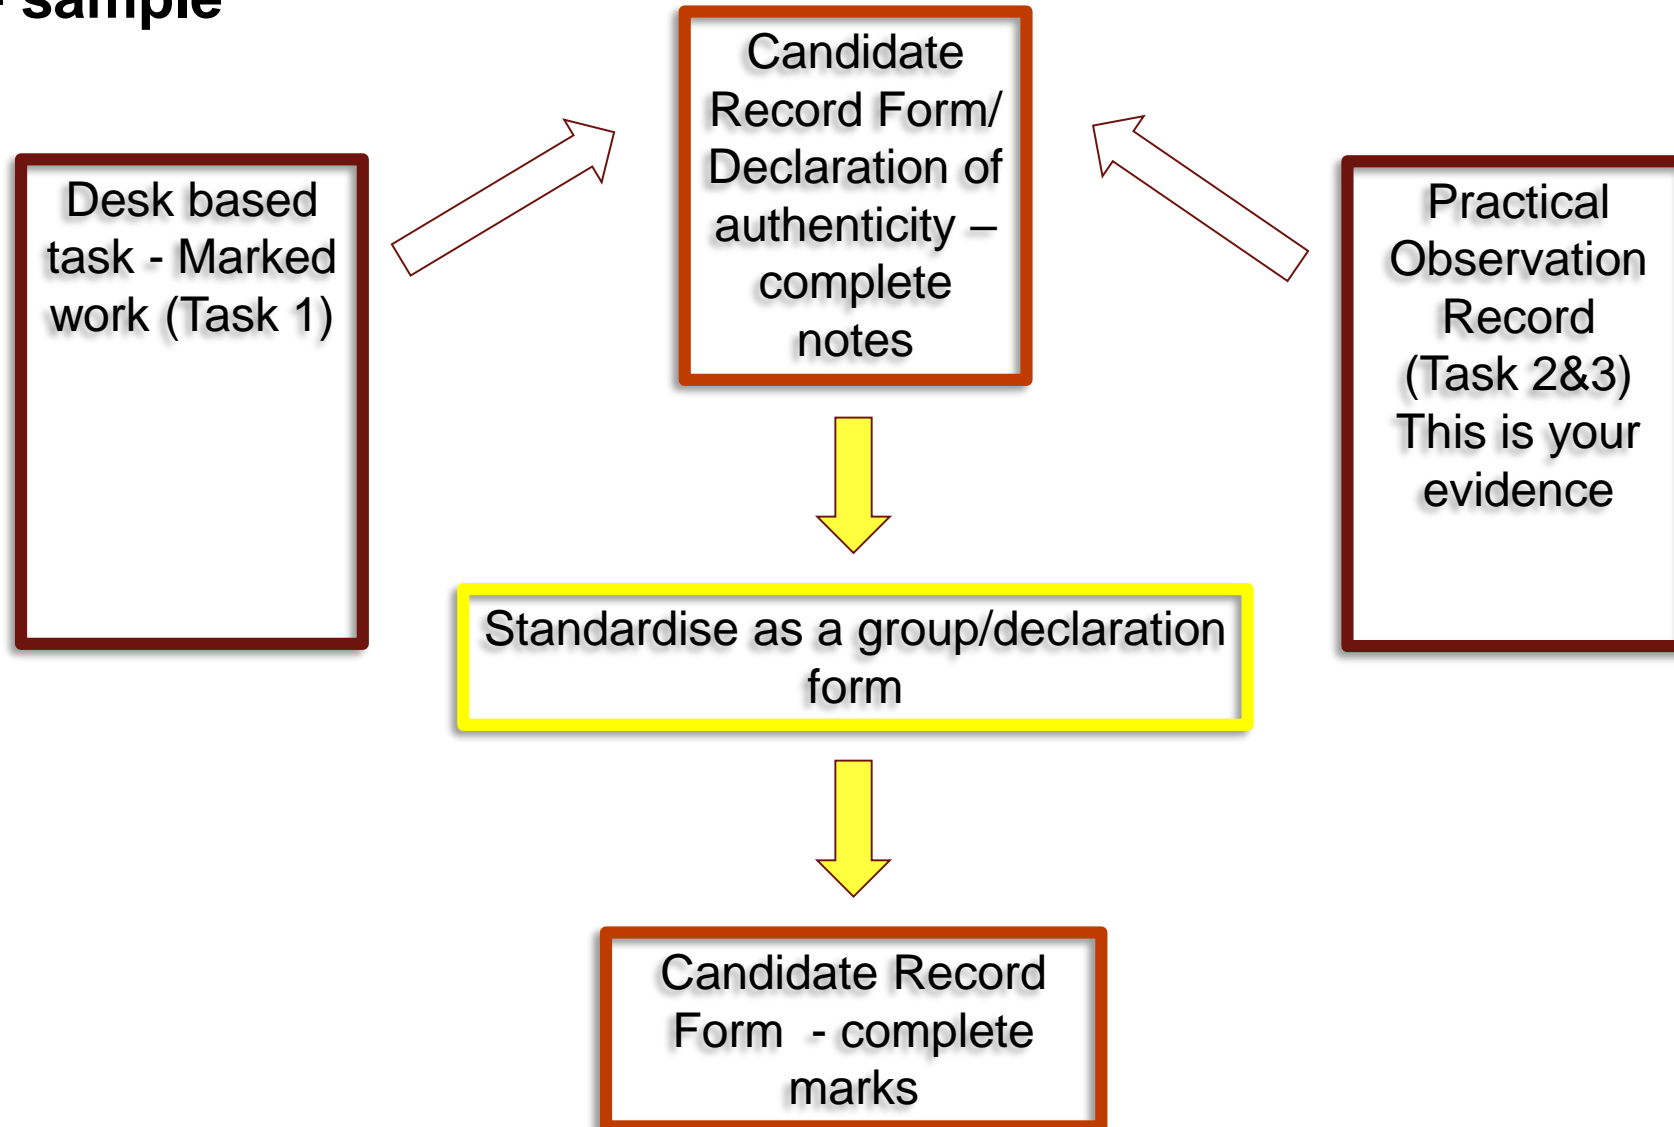 sample
Candidate
Record Form/
Declaration of
authenticity –
complete
notes
Desk based
task - Marked
work (Task 1)
Practical
Observation
Record
(Task 2&3)
This is your
evidence
Standardise as a group/declaration
form
Candidate Record
Form - complete
marks